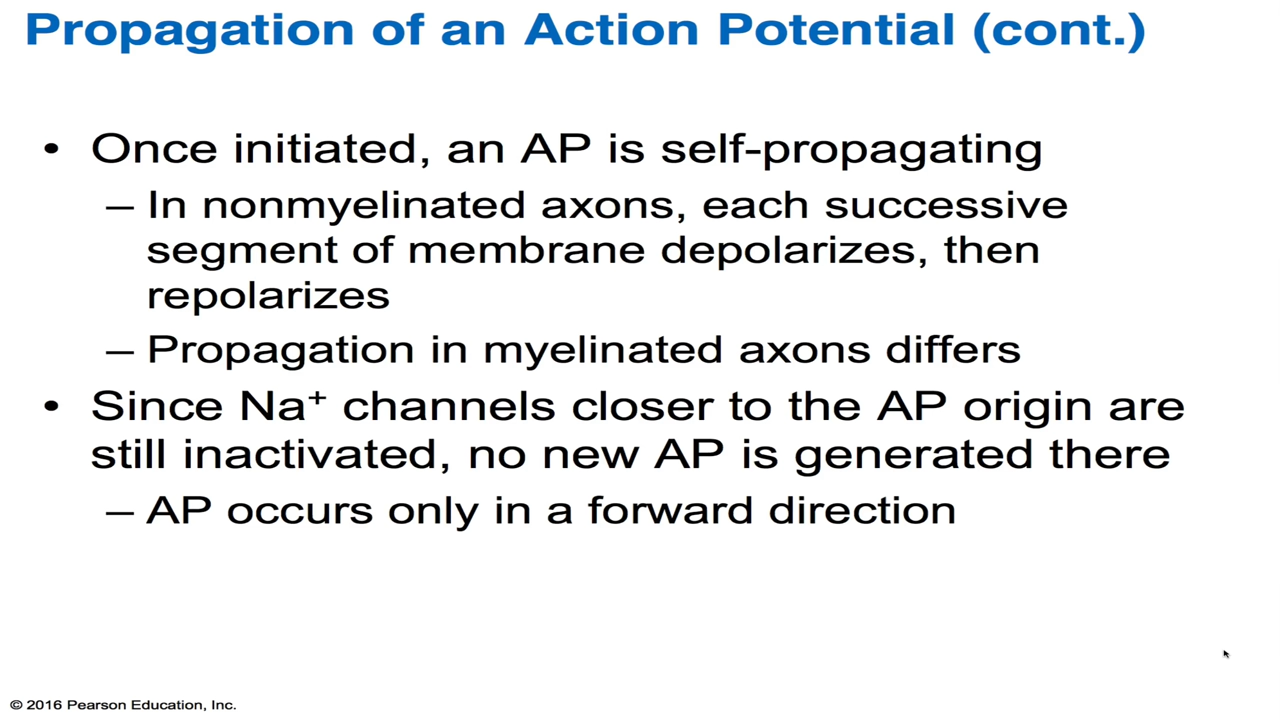 Propagation of an Action Potential (cont.)
• Once initiated, an AP is self-propagating
– In nonmyelinated axons, each successive
segment of membrane depolarizes, then
repolarizes
– Propagation in myelinated axons differs
• Since Na⁺ channels closer to the AP origin are
still inactivated, no new AP is generated there
– AP occurs only in a forward direction
© 2016 Pearson Education, Inc.